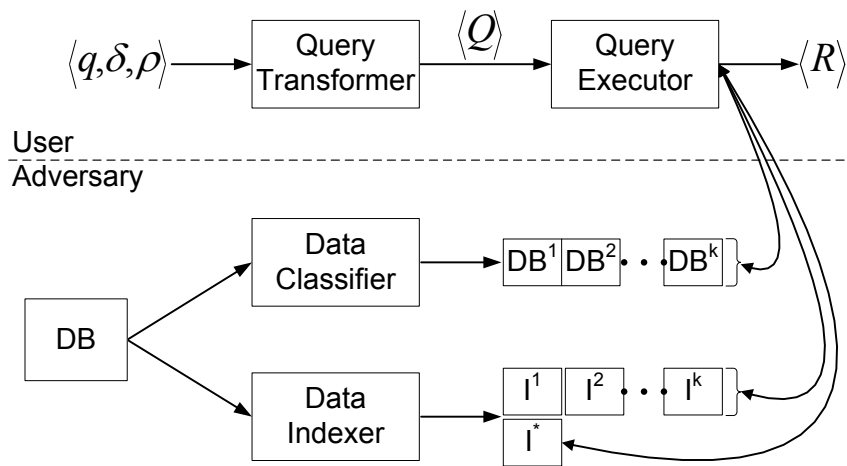 ⟨q,δ,ρ⟩
Query
Transformer
⟨Q⟩
Query
Executor
⟨R⟩
User
Adversary
DB
Data
Classifier
DB¹ DB² • • • DBᵏ
Data
Indexer
I¹ I² • • • Iᵏ
I*